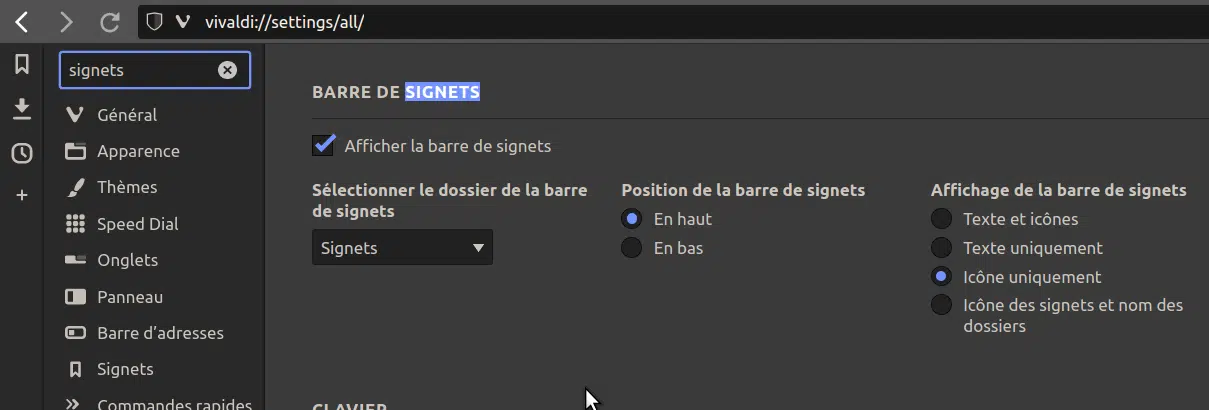 vivaldi://settings/all/
signets
Général
Apparence
Thèmes
Speed Dial
Onglets
Panneau
Barre d’adresses
Signets
Commandes rapides
BARRE DE SIGNETS
Afficher la barre de signets
Sélectionner le dossier de la barre
de signets
Signets
Position de la barre de signets
En haut
En bas
Affichage de la barre de signets
Texte et icônes
Texte uniquement
Icône uniquement
Icône des signets et nom des
dossiers
CLAVIER